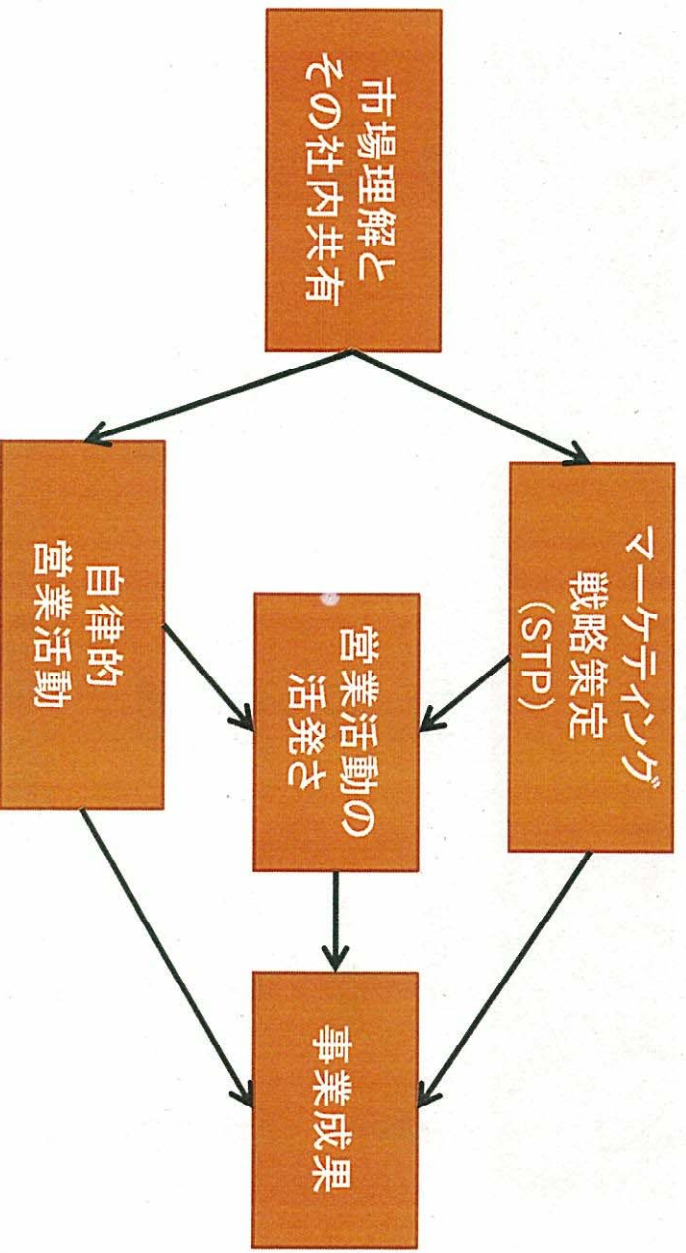 市場理解と
その社内共有
マーケティング
戦略策定
(STP)
営業活動の
活発さ
自律的
営業活動
事業成果